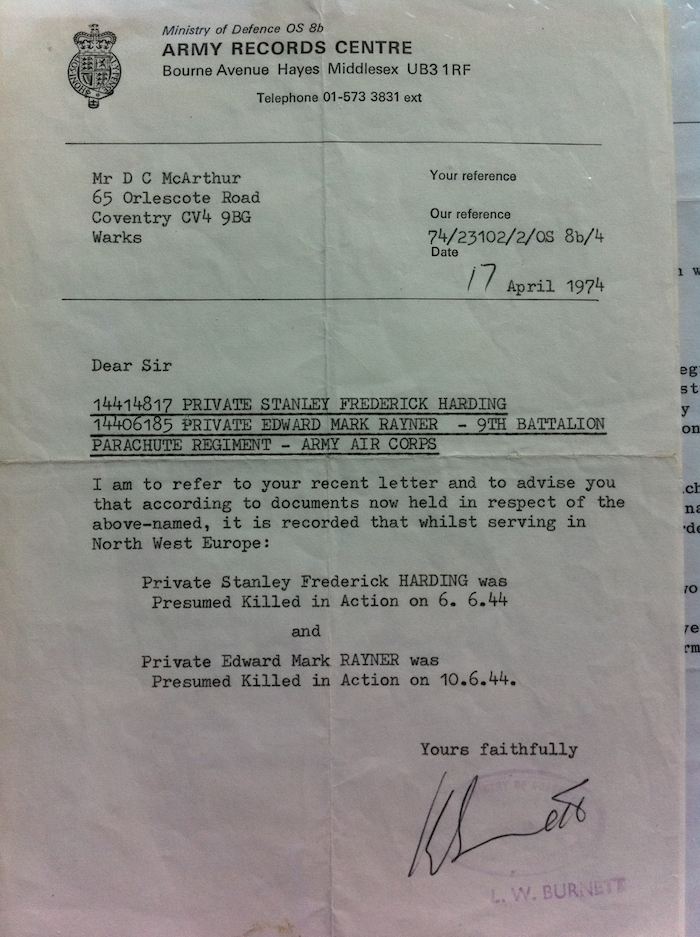 Ministry of Defence OS 8b
ARMY RECORDS CENTRE
Bourne Avenue Hayes Middlesex UB3 1RF
Telephone 01-573 3831 ext
Mr D C McArthur
65 Orlescote Road
Coventry CV4 9BG
Warks
Your reference
Our reference
74/23102/2/OS 8b/4
Date
17 April 1974
Dear Sir
14414817 PRIVATE STANLEY FREDERICK HARDING
14406185 PRIVATE EDWARD MARK RAYNER - 9TH BATTALION
PARACHUTE REGIMENT - ARMY AIR CORPS
I am to refer to your recent letter and to advise you
that according to documents now held in respect of the
above-named, it is recorded that whilst serving in
North West Europe:
Private Stanley Frederick HARDING was
Presumed Killed in Action on 6. 6.44
and
Private Edward Mark RAYNER was
Presumed Killed in Action on 10.6.44.
Yours faithfully
L. W. BURNETT